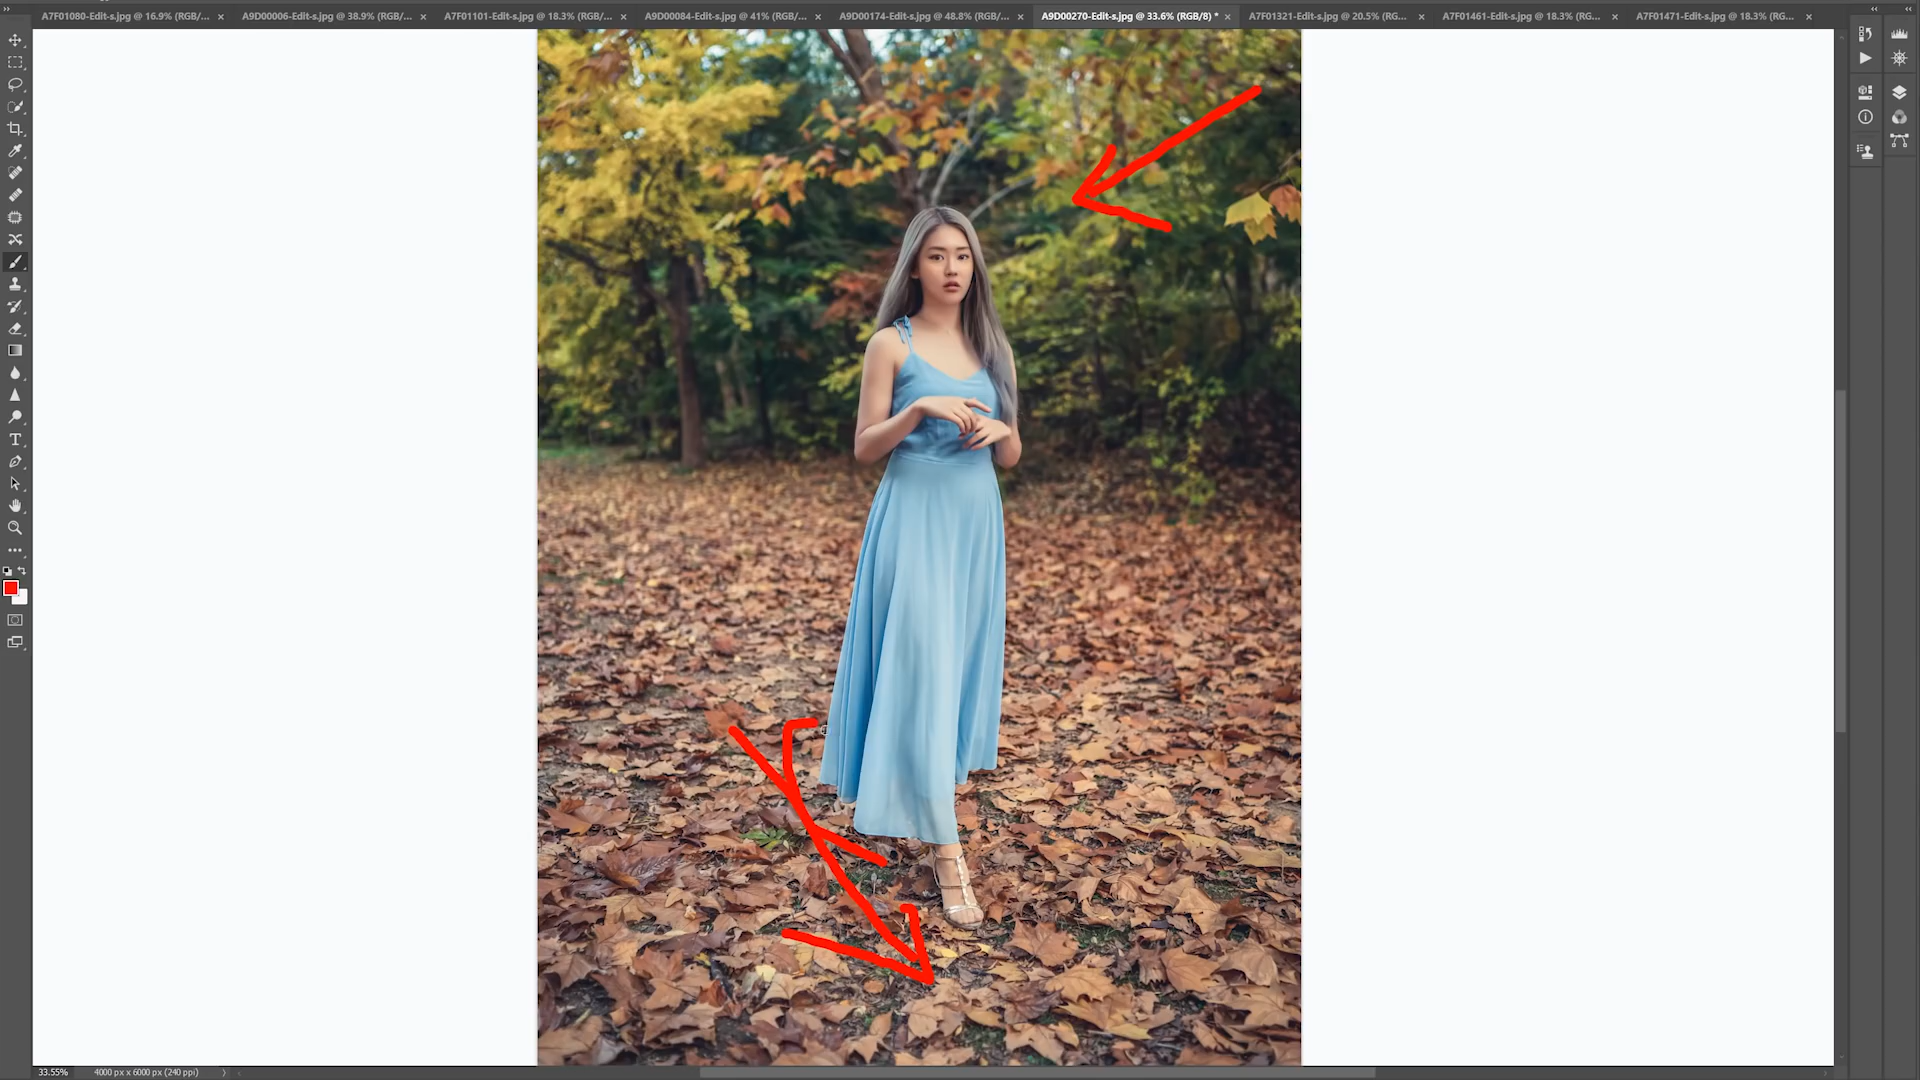 A7F01080-Edit-s.jpg @ 16.9% (RGB/... ×
A9D00006-Edit-s.jpg @ 38.9% (RGB/... ×
A7F01101-Edit-s.jpg @ 18.3% (RGB/... ×
A9D00084-Edit-s.jpg @ 41% (RGB/... ×
A9D00174-Edit-s.jpg @ 48.8% (RGB/... ×
A9D00270-Edit-s.jpg @ 33.6% (RGB/8) * ×
A7F01321-Edit-s.jpg @ 20.5% (RG... ×
A7F01461-Edit-s.jpg @ 18.3% (RG... ×
A7F01471-Edit-s.jpg @ 18.3% (RG... ×
33.55%
4000 px x 6000 px (240 ppi)